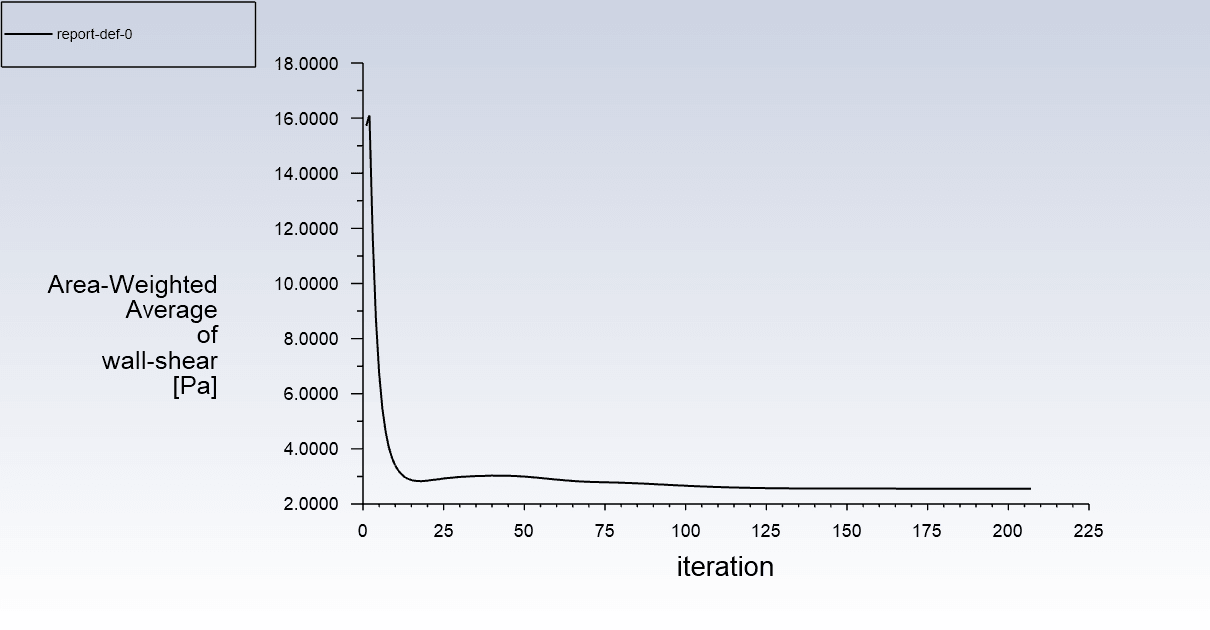 report-def-0
18.0000
16.0000
14.0000
12.0000
10.0000
8.0000
6.0000
4.0000
2.0000
Area-Weighted
Average
of
wall-shear
[Pa]
0 25 50 75 100 125 150 175 200 225
iteration